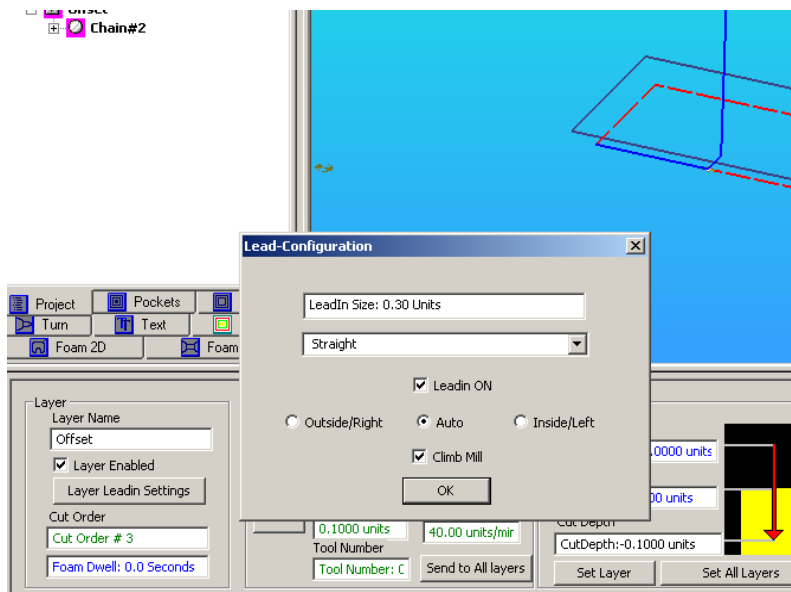 Offset
Chain#2
Lead-Configuration
LeadIn Size: 0.30 Units
Straight
Leadin ON
Outside/Right
Auto
Inside/Left
Climb Mill
OK
Project
Pockets
Turn
Text
Foam 2D
Foam
Layer
Layer Name
Offset
Layer Enabled
Layer Leadin Settings
Cut Order
Cut Order # 3
Foam Dwell: 0.0 Seconds
0.1000 units
40.00 units/mir
Tool Number
Tool Number: C
Send to All layers
.0000 units
00 units
Cut Depth
CutDepth:-0.1000 units
Set Layer
Set All Layers